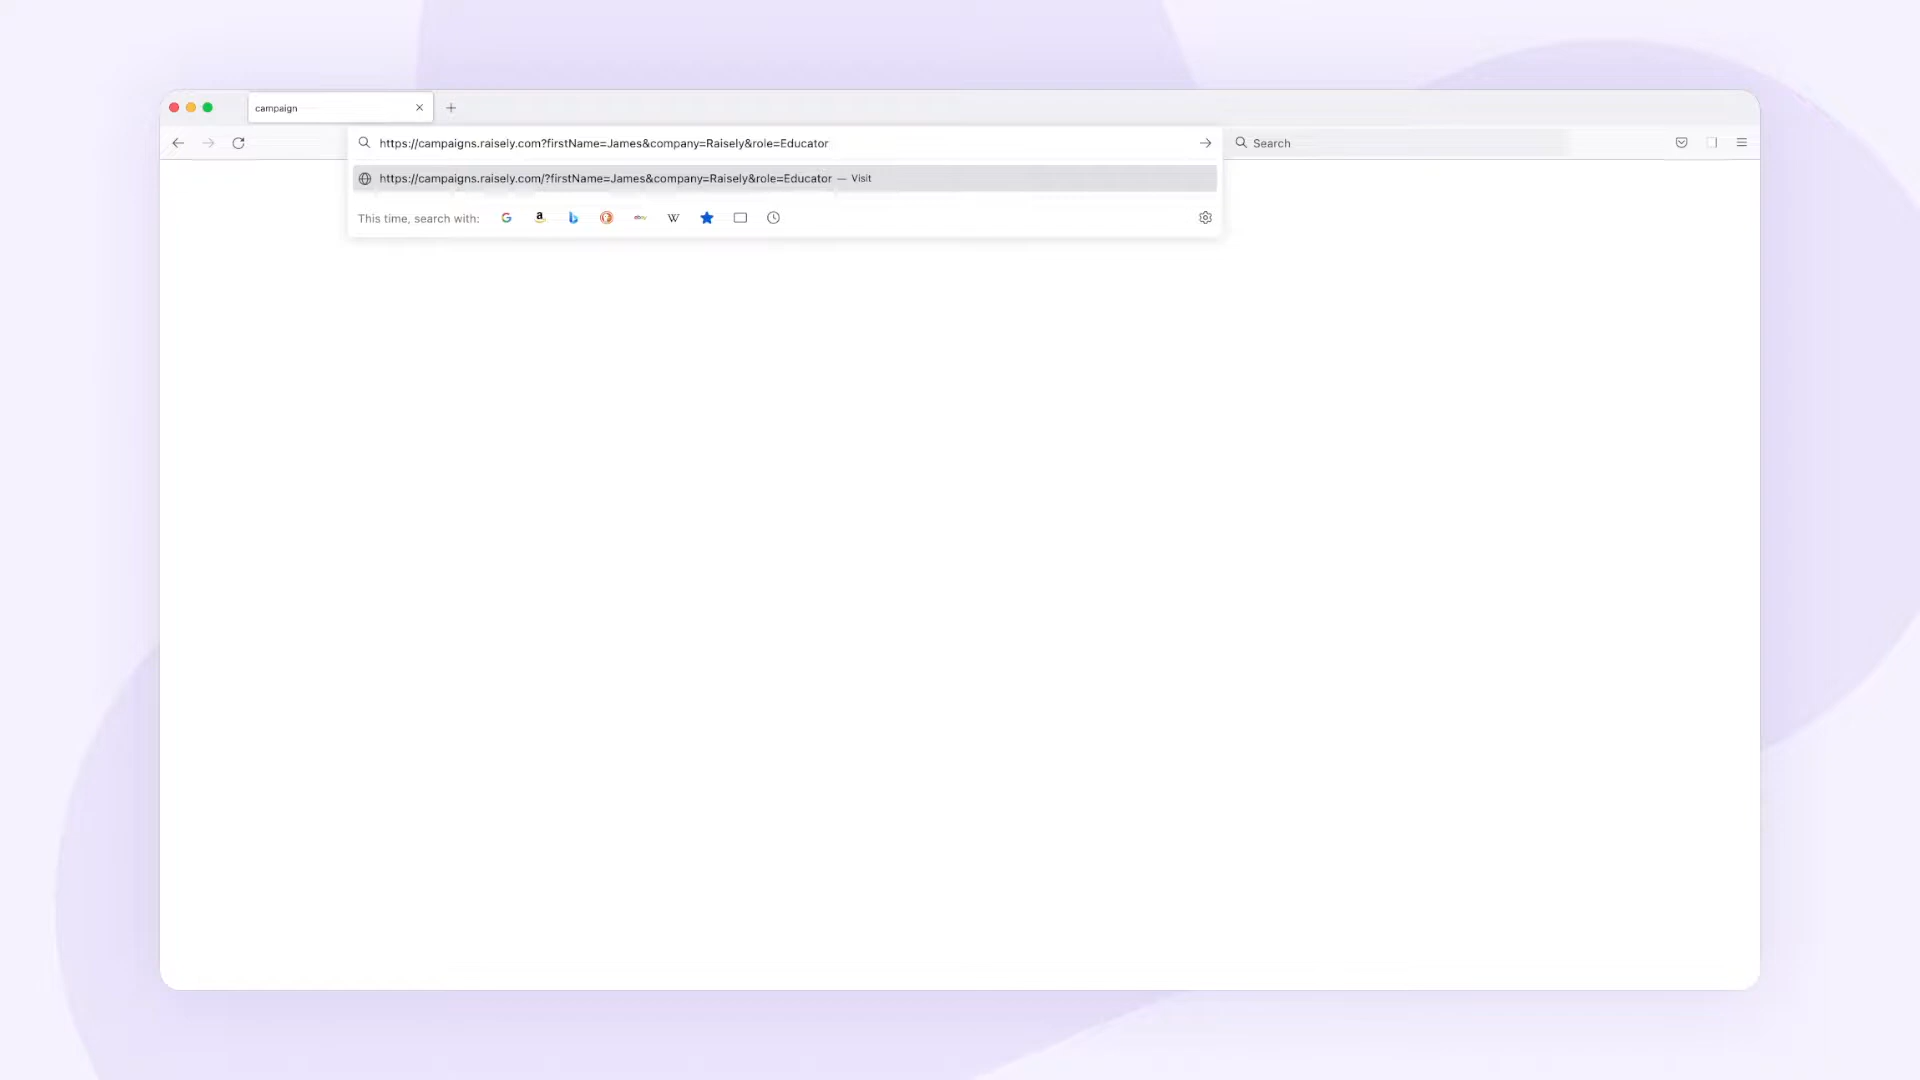 campaign
https://campaigns.raisely.com?firstName=James&company=Raisely&role=Educator
Search
https://campaigns.raisely.com/?firstName=James&company=Raisely&role=Educator — Visit
This time, search with: